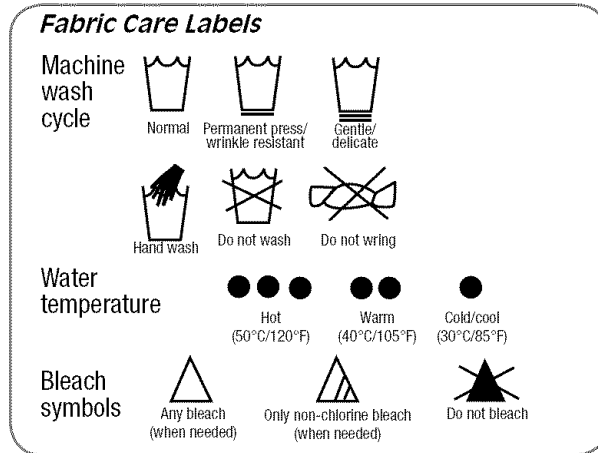 Fabric Care Labels
Machine
wash
cycle
Normal
Permanent press/
wrinkle resistant
Gentle/
delicate
Hand wash
Do not wash
Do not wring
Water
temperature
Hot
(50°C/120°F)
Warm
(40°C/105°F)
Cold/cool
(30°C/85°F)
Bleach
symbols
Any bleach
(when needed)
Only non-chlorine bleach
(when needed)
Do not bleach